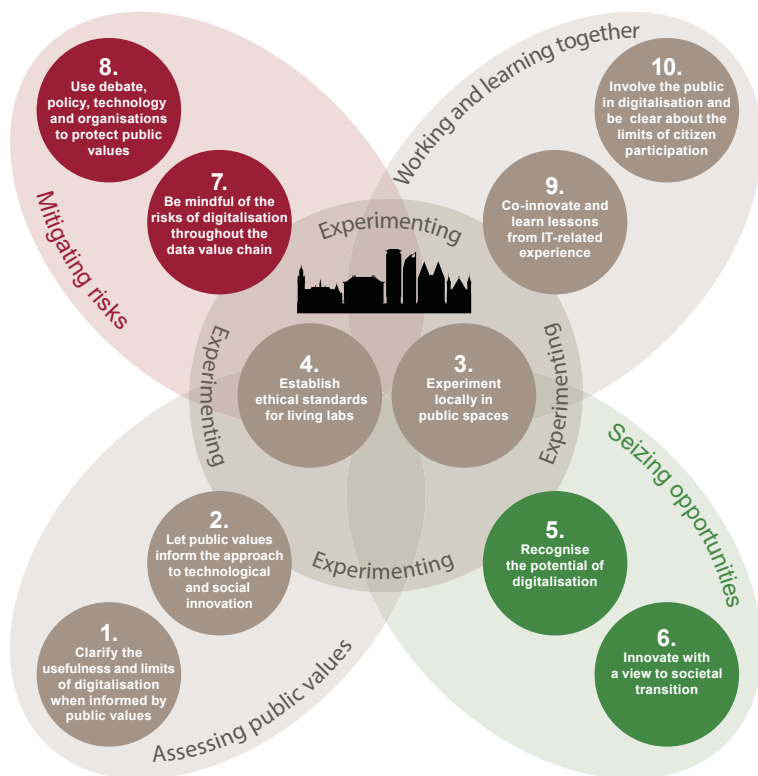 8.
Use debate,
policy, technology
and organisations
to protect public
values
7.
Be mindful of the
risks of digitalisation
throughout the
data value chain
Mitigating risks
Working and learning together
10.
Involve the public
in digitalisation and
be clear about the
limits of citizen
participation
9.
Co-innovate and
learn lessons
from IT-related
experience
Experimenting
Experimenting
Experimenting
Experimenting
4.
Establish
ethical standards
for living labs
3.
Experiment
locally in
public spaces
2.
Let public values
inform the approach
to technological
and social
innovation
1.
Clarify the
usefulness and limits
of digitalisation
when informed by
public values
Assessing public values
Seizing opportunities
5.
Recognise
the potential of
digitalisation
6.
Innovate with
a view to societal
transition